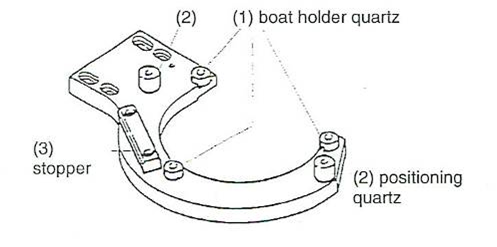 (2)
(1) boat holder quartz
(3)
stopper
(2) positioning
quartz